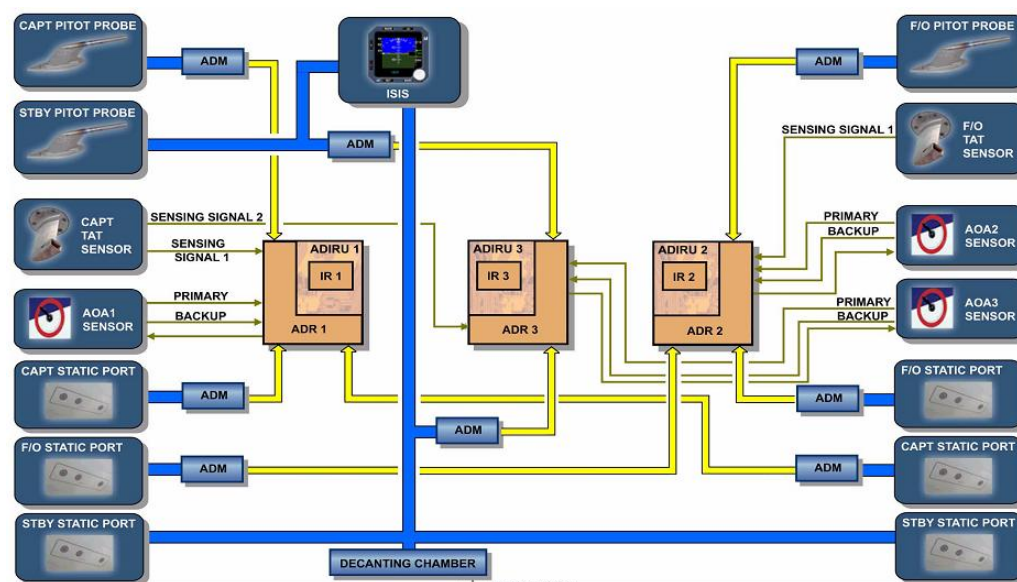 CAPT PITOT PROBE
ADM
ISIS
ADM
F/O PITOT PROBE
STBY PITOT PROBE
ADM
SENSING SIGNAL 1
F/O
TAT
SENSOR
CAPT
TAT
SENSOR
SENSING SIGNAL 2
SENSING
SIGNAL 1
ADIRU 1
IR 1
ADR 1
ADIRU 3
IR 3
ADR 3
ADIRU 2
IR 2
ADR 2
PRIMARY
BACKUP
AOA2
SENSOR
AOA1
SENSOR
PRIMARY
BACKUP
PRIMARY
BACKUP
AOA3
SENSOR
CAPT STATIC PORT
ADM
ADM
F/O STATIC PORT
F/O STATIC PORT
ADM
ADM
ADM
CAPT STATIC PORT
STBY STATIC PORT
STBY STATIC PORT
DECANTING CHAMBER